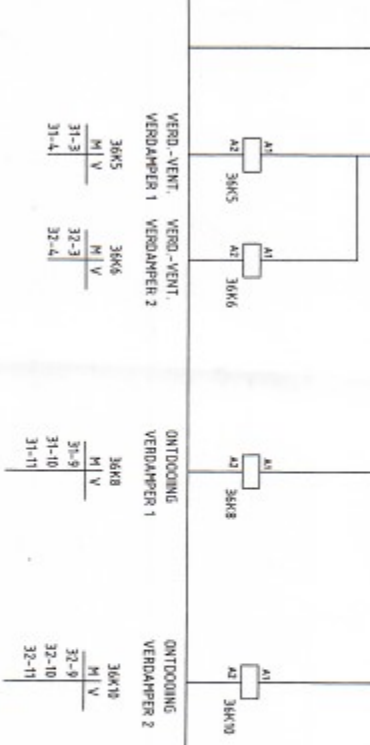 A1
A2
36K5
A1
A2
36K6
A1
A2
36K8
A1
A2
36K10
VERD.-VENT.
VERDAMPER 1
VERD.-VENT.
VERDAMPER 2
ONTDOOIING
VERDAMPER 1
ONTDOOIING
VERDAMPER 2
36K5
M V
31-3
31-4
36K6
M V
32-3
32-4
36K8
M V
31-9
31-10
31-11
36K10
M V
32-9
32-10
32-11